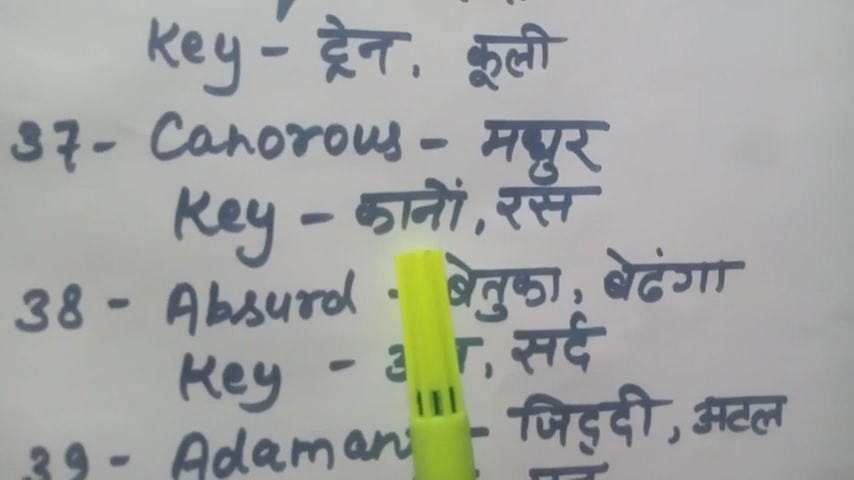 Key - ट्रेन, कूली
37- Canorous - मधुर
Key - कानों, रस
38 - Absurd - बेतुका, बेढंगा
Key - , सर्द
39 - Adaman - जिद्दी, अटल